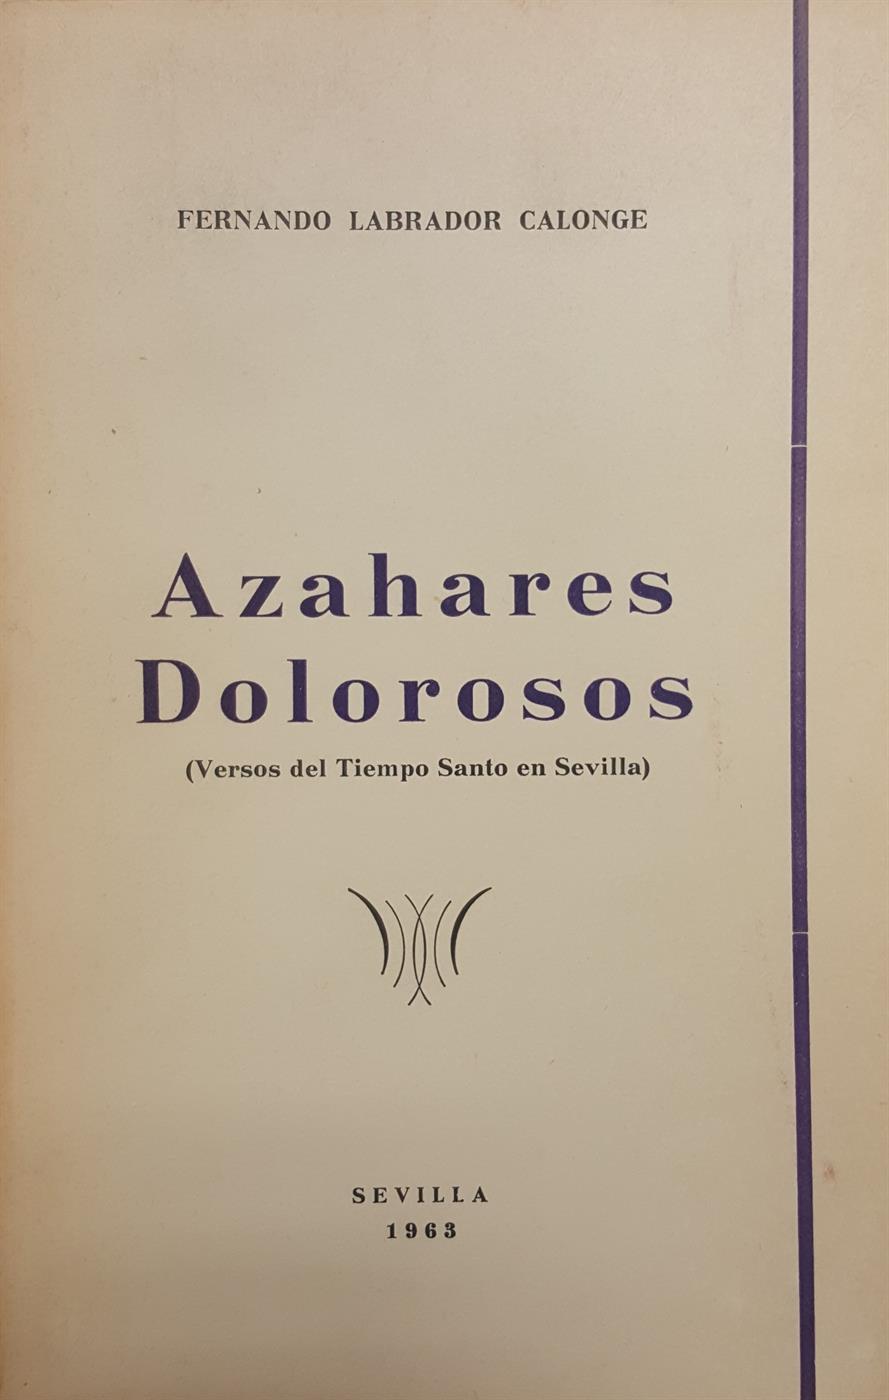 FERNANDO LABRADOR CALONGE
Azahares
Dolorosos
(Versos del Tiempo Santo en Sevilla)
SEVILLA
1963